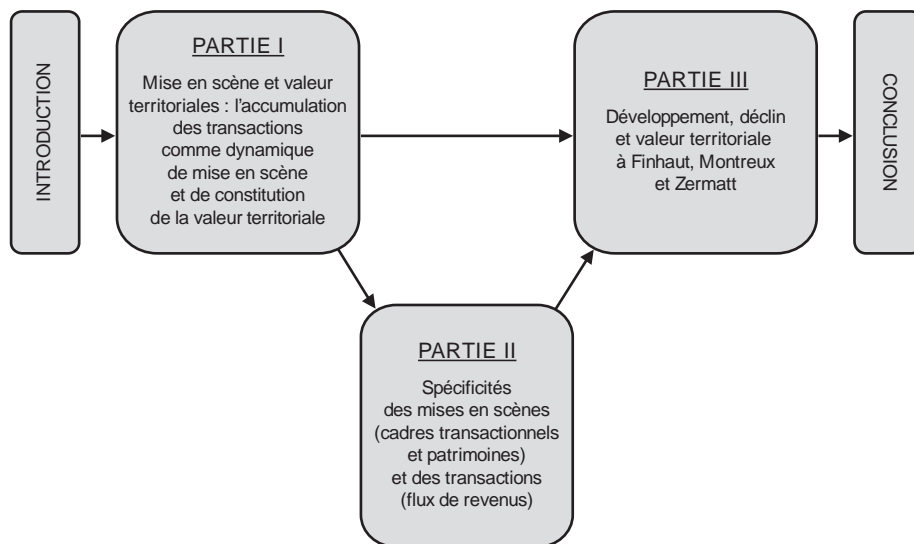 INTRODUCTION
PARTIE I
Mise en scène et valeur
territoriales : l'accumulation
des transactions
comme dynamique
de mise en scène
et de constitution
de la valeur territoriale
PARTIE II
Spécificités
des mises en scènes
(cadres transactionnels
et patrimoines)
et des transactions
(flux de revenus)
PARTIE III
Développement, déclin
et valeur territoriale
à Finhaut, Montreux
et Zermatt
CONCLUSION